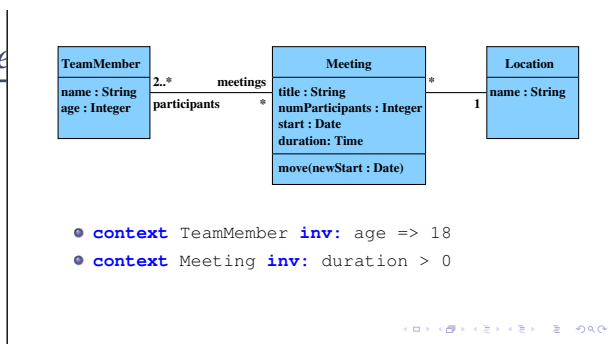 TeamMember
name : String
age : Integer
2..*
participants
meetings
*
Meeting
title : String
numParticipants : Integer
start : Date
duration: Time
move(newStart : Date)
*
1
Location
name : String
context TeamMember inv: age => 18
context Meeting inv: duration > 0